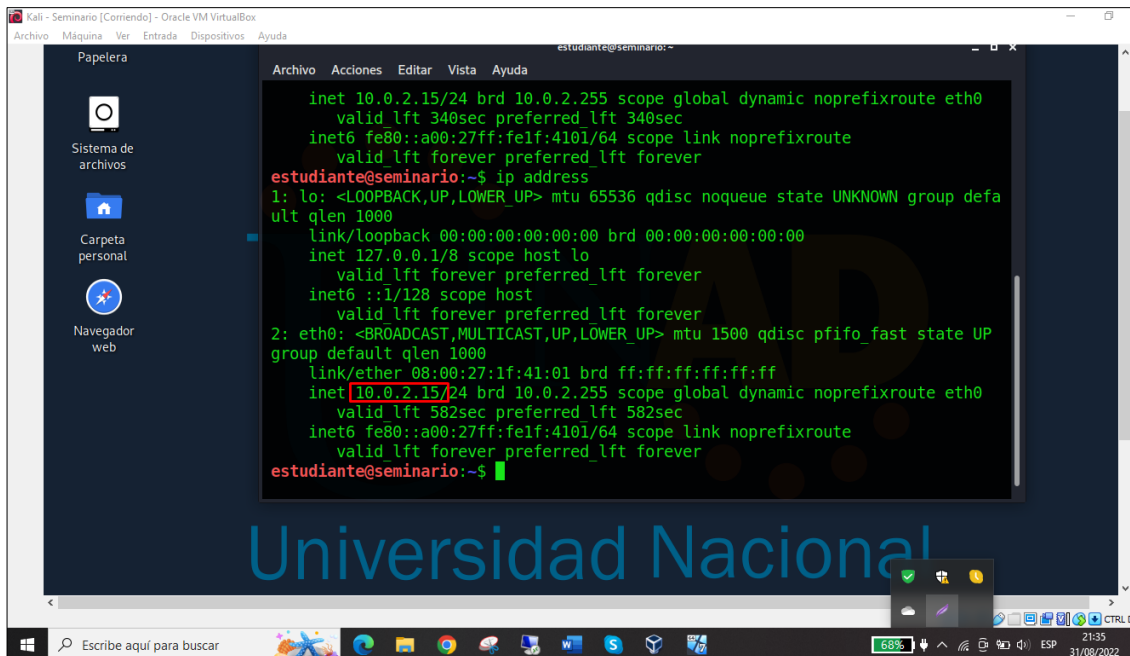 Kali - Seminario [Corriendo] - Oracle VM VirtualBox
Archivo Máquina Ver Entrada Dispositivos Ayuda
Papelera
Sistema de
archivos
Carpeta
personal
Navegador
web
estudiante@seminario:~
Archivo Acciones Editar Vista Ayuda
inet 10.0.2.15/24 brd 10.0.2.255 scope global dynamic noprefixroute eth0
valid_lft 340sec preferred_lft 340sec
inet6 fe80::a00:27ff:fe1f:4101/64 scope link noprefixroute
valid_lft forever preferred_lft forever
estudiante@seminario:~$ ip address
1: lo: <LOOPBACK,UP,LOWER_UP> mtu 65536 qdisc noqueue state UNKNOWN group defa
ult qlen 1000
link/loopback 00:00:00:00:00:00 brd 00:00:00:00:00:00
inet 127.0.0.1/8 scope host lo
valid_lft forever preferred_lft forever
inet6 ::1/128 scope host
valid_lft forever preferred_lft forever
2: eth0: <BROADCAST,MULTICAST,UP,LOWER_UP> mtu 1500 qdisc pfifo_fast state UP
group default qlen 1000
link/ether 08:00:27:1f:41:01 brd ff:ff:ff:ff:ff:ff
inet 10.0.2.15/24 brd 10.0.2.255 scope global dynamic noprefixroute eth0
valid_lft 582sec preferred_lft 582sec
inet6 fe80::a00:27ff:fe1f:4101/64 scope link noprefixroute
valid_lft forever preferred_lft forever
estudiante@seminario:~$
Universidad Nacional
CTRL
Escribe aquí para buscar
68%
ESP
21:35
31/08/2022